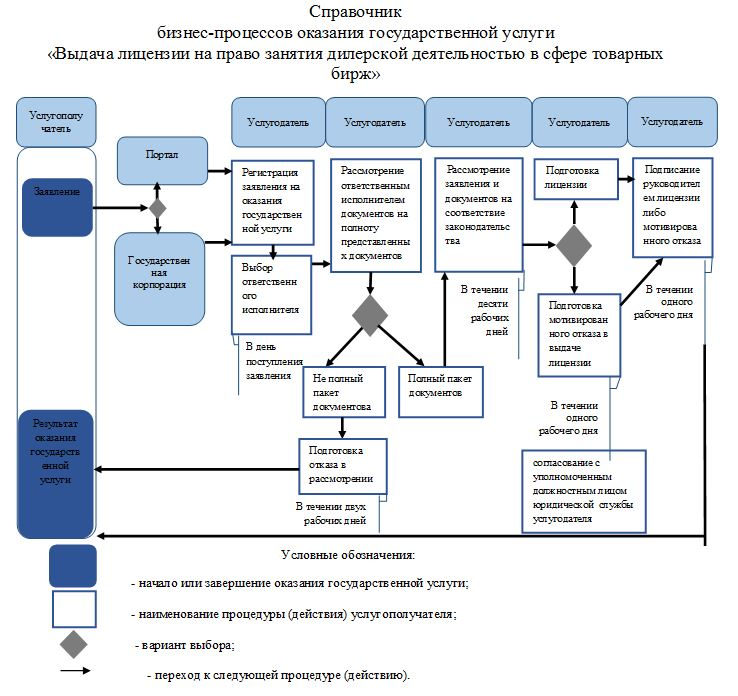 Справочник
бизнес-процессов оказания государственной услуги
«Выдача лицензии на право занятия дилерской деятельностью в сфере товарных
бирж»
Услугополу
чатель
Услугодатель
Услугодатель
Услугодатель
Услугодатель
Услугодатель
Заявление
Портал
Государствен
ная
корпорация
Регистрация
заявления на
оказания
государствен
ной услуги
Выбор
ответственн
ого
исполнителя
В день
поступления
заявления
Рассмотрение
ответственным
исполнителем
документов на
полноту
представленны
х документов
Не полный
пакет
документова
Полный пакет
документов
Подготовка
отказа в
рассмотрении
В течении двух
рабочих дней
Рассмотрение
заявления и
документов на
соответствие
законодатель
ства
В течении
десяти
рабочих
дней
Подготовка
лицензии
Подготовка
мотивирован
ного отказа в
выдаче
лицензии
В течении
одного
рабочего дня
согласование с
уполномоченным
должностным лицом
юридической службы
услугодателя
Подписание
руководител
ем лицензии
либо
мотивирова
нного отказа
В течении
одного
рабочего дня
Результат
оказания
государств
енной
услуги
Условные обозначения:
- начало или завершение оказания государственной услуги;
- наименование процедуры (действия) услугополучателя;
- вариант выбора;
- переход к следующей процедуре (действию).